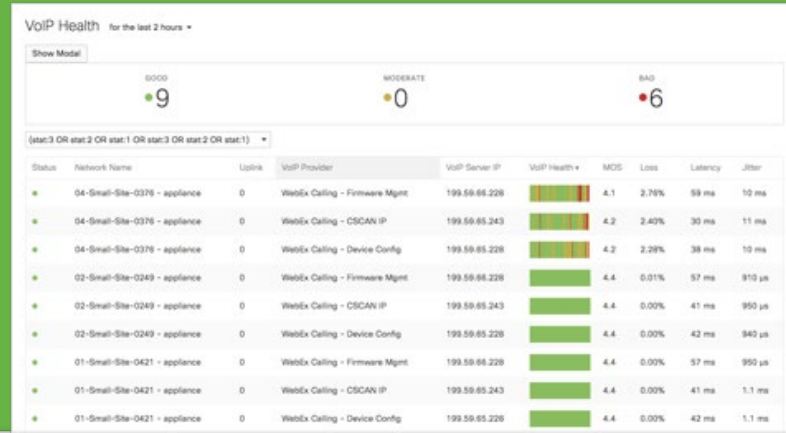 VoIP Health for the last 2 hours
Show Modal
GOOD MODERATE BAD
9 0 6
(stat:3 OR stat:2 OR stat:1 OR stat:3 OR stat:2 OR stat:1)
Status Network Name Uplink VoIP Provider VoIP Server IP VoIP Health MOS Loss Latency Jitter
04-Small-Site-0376 - appliance 0 WebEx Calling - Firmware Mgmt 199.59.66.228 4.1 2.76% 59 ms 10 ms
04-Small-Site-0376 - appliance 0 WebEx Calling - CSCAN IP 199.59.65.243 4.2 2.40% 30 ms 11 ms
04-Small-Site-0376 - appliance 0 WebEx Calling - Device Config 199.59.65.228 4.2 2.28% 38 ms 10 ms
02-Small-Site-0249 - appliance 0 WebEx Calling - Firmware Mgmt 199.59.66.228 4.4 0.01% 57 ms 910 µs
02-Small-Site-0249 - appliance 0 WebEx Calling - CSCAN IP 199.59.65.243 4.4 0.00% 41 ms 950 µs
02-Small-Site-0249 - appliance 0 WebEx Calling - Device Config 199.59.65.228 4.4 0.00% 42 ms 940 µs
01-Small-Site-0421 - appliance 0 WebEx Calling - Firmware Mgmt 199.59.66.228 4.4 0.00% 57 ms 950 µs
01-Small-Site-0421 - appliance 0 WebEx Calling - CSCAN IP 199.59.65.243 4.4 0.00% 41 ms 1.1 ms
01-Small-Site-0421 - appliance 0 WebEx Calling - Device Config 199.59.65.228 4.4 0.00% 42 ms 1.1 ms